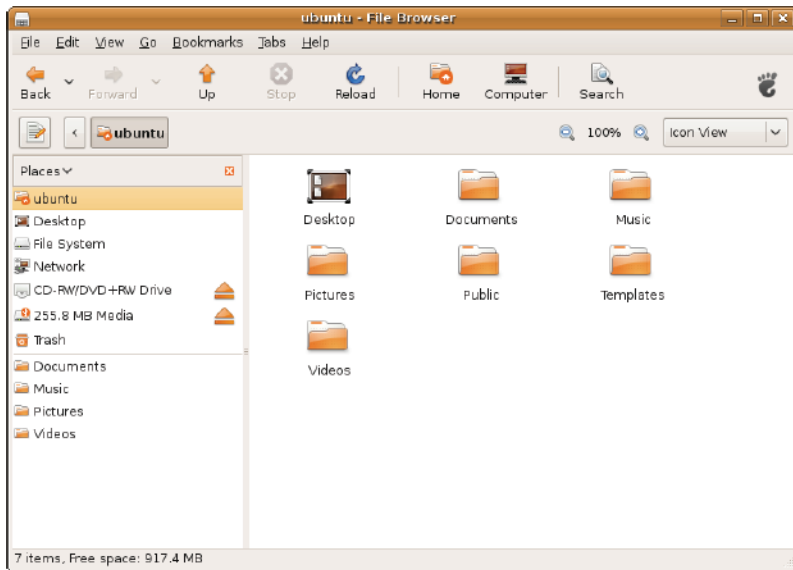 ubuntu - File Browser
File Edit View Go Bookmarks Tabs Help
Back Forward Up Stop Reload Home Computer Search
ubuntu 100% Icon View
Places
ubuntu
Desktop
File System
Network
CD-RW/DVD+RW Drive
255.8 MB Media
Trash
Documents
Music
Pictures
Videos
Desktop Documents Music
Pictures Public Templates
Videos
7 items, Free space: 917.4 MB